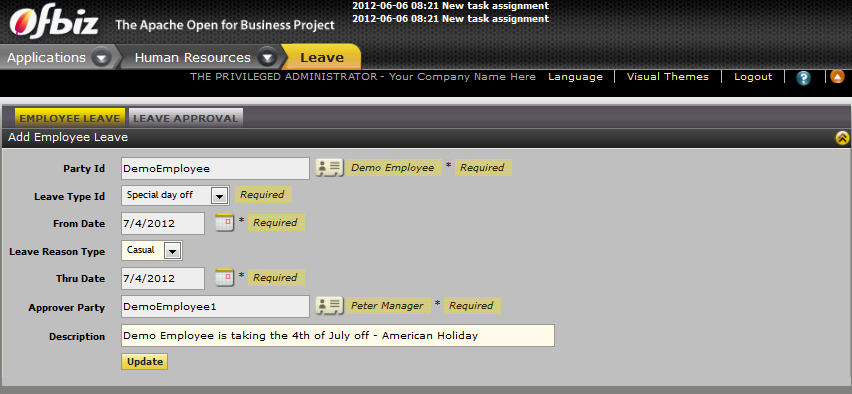 2012-06-06 08:21 New task assignment
2012-06-06 08:21 New task assignment
Ofbiz The Apache Open for Business Project
Applications Human Resources Leave
THE PRIVILEGED ADMINISTRATOR - Your Company Name Here Language Visual Themes Logout ?
EMPLOYEE LEAVE LEAVE APPROVAL
Add Employee Leave
Party Id DemoEmployee Demo Employee * Required
Leave Type Id Special day off Required
From Date 7/4/2012 * Required
Leave Reason Type Casual
Thru Date 7/4/2012 * Required
Approver Party DemoEmployee1 Peter Manager * Required
Description Demo Employee is taking the 4th of July off - American Holiday
Update